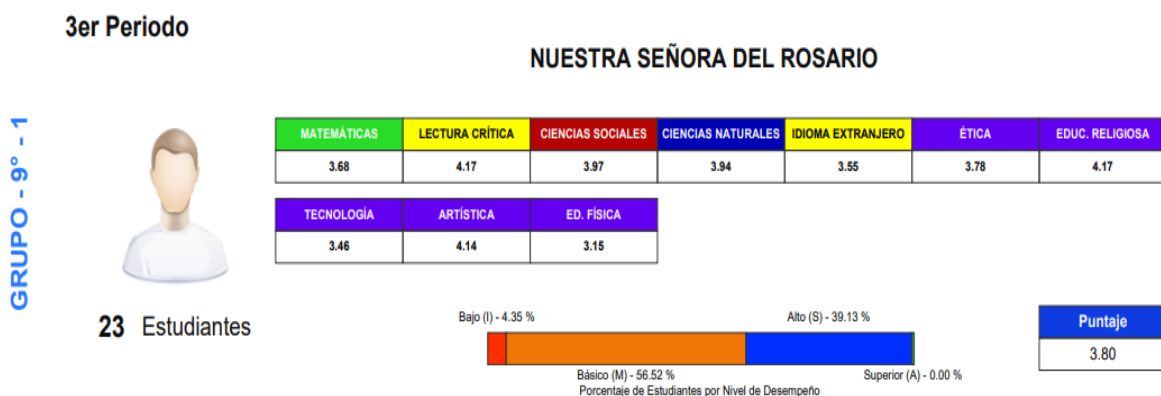 3er Periodo
NUESTRA SEÑORA DEL ROSARIO
GRUPO - 9° - 1
MATEMÁTICAS LECTURA CRÍTICA CIENCIAS SOCIALES CIENCIAS NATURALES IDIOMA EXTRANJERO ÉTICA EDUC. RELIGIOSA
3.68 4.17 3.97 3.94 3.55 3.78 4.17
TECNOLOGÍA ARTÍSTICA ED. FÍSICA
3.46 4.14 3.15
23 Estudiantes
Bajo (I) - 4.35 % Alto (S) - 39.13 %
Básico (M) - 56.52 % Superior (A) - 0.00 %
Porcentaje de Estudiantes por Nivel de Desempeño
Puntaje
3.80